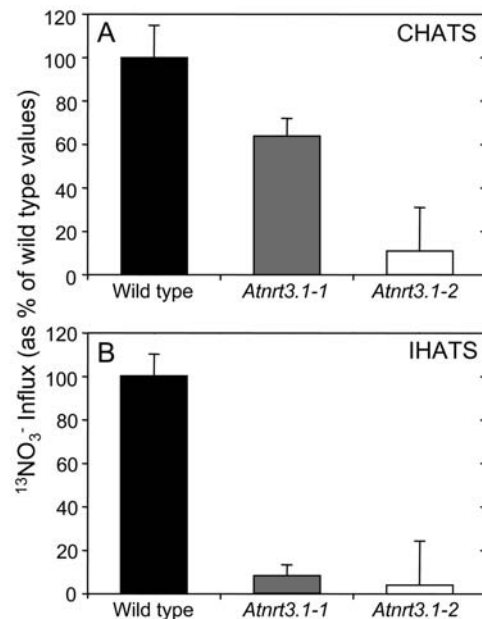 A
CHATS
120
100
80
60
40
20
0
Wild type Atnrt3.1-1 Atnrt3.1-2
¹³NO₃⁻ Influx (as % of wild type values)
B
IHATS
120
100
80
60
40
20
0
Wild type Atnrt3.1-1 Atnrt3.1-2